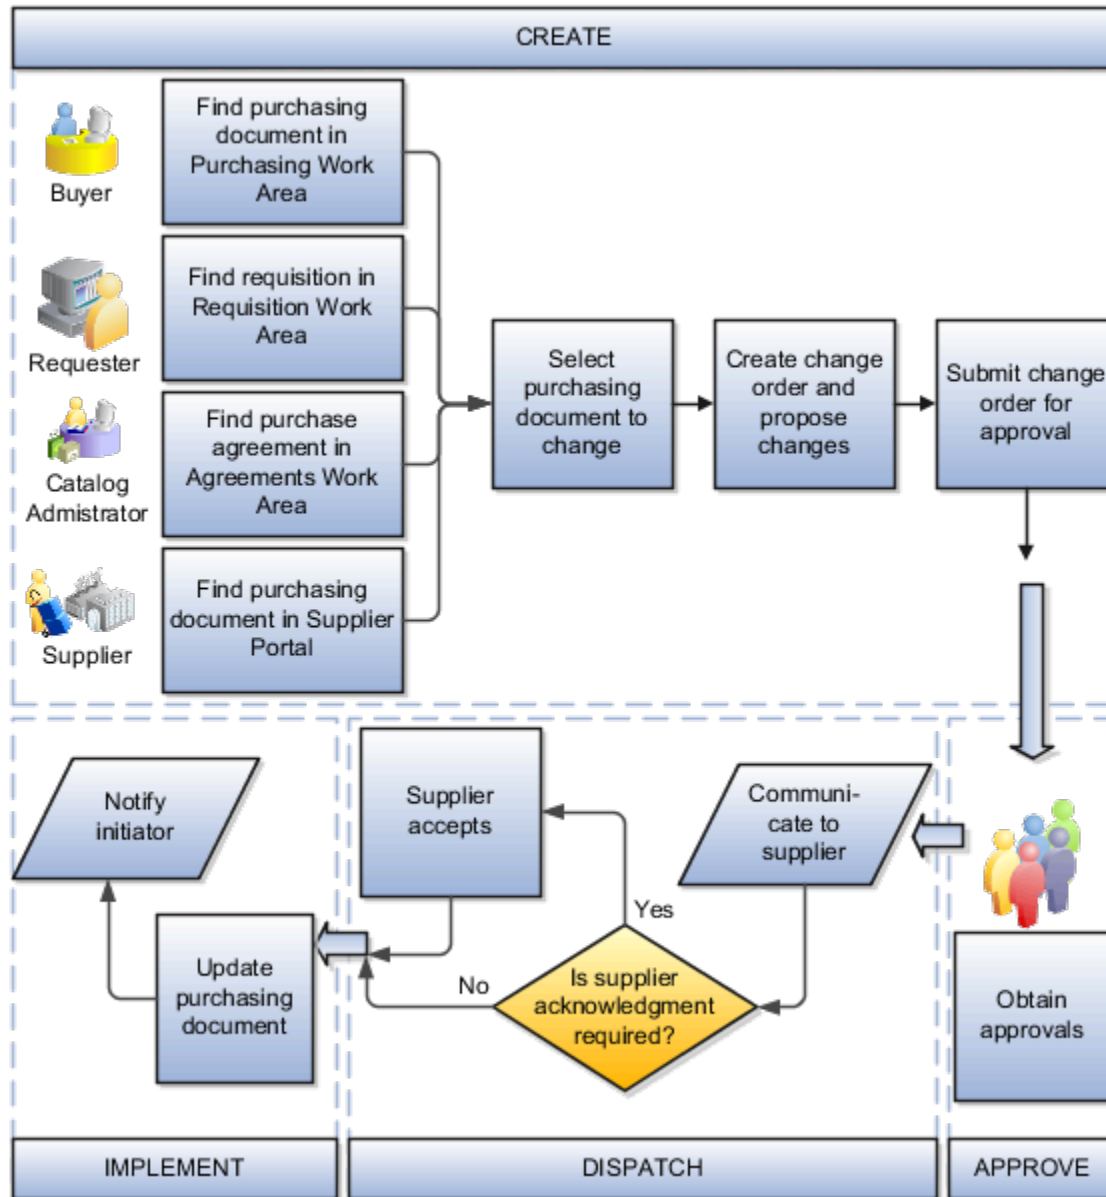 CREATE
Buyer
Find purchasing
document in
Purchasing Work
Area
Requester
Find requisition in
Requisition Work
Area
Catalog
Admistrator
Find purchase
agreement in
Agreements Work
Area
Supplier
Find purchasing
document in Supplier
Portal
Select
purchasing
document to
change
Create change
order and
propose
changes
Submit change
order for
approval
Obtain
approvals
APPROVE
Communi-
cate to
supplier
Is supplier
acknowledgment
required?
Yes
No
Supplier
accepts
DISPATCH
Update
purchasing
document
Notify
initiator
IMPLEMENT